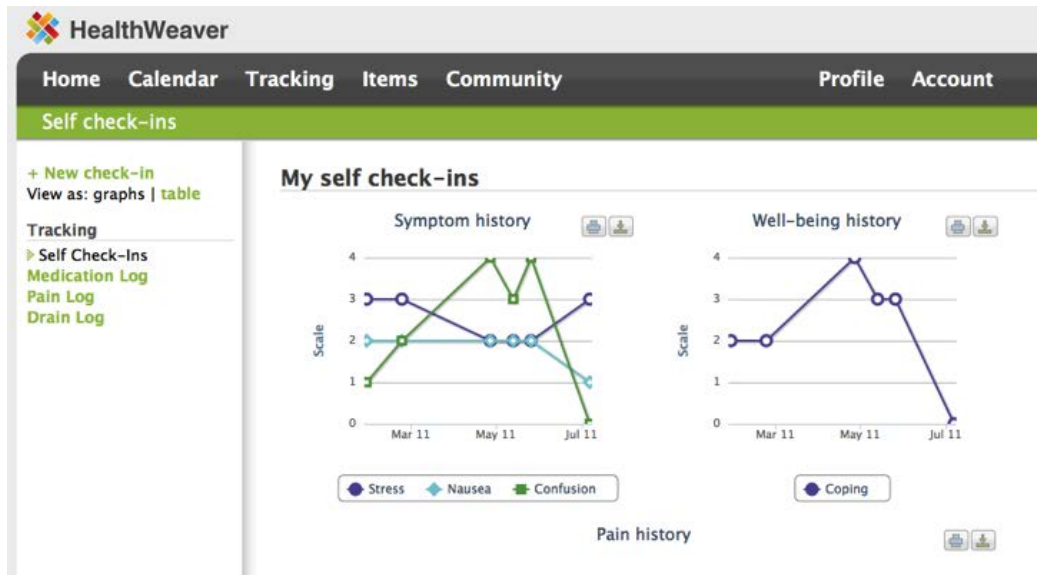 HealthWeaver
Home Calendar Tracking Items Community Profile Account
Self check-ins
+ New check-in
View as: graphs | table
Tracking
Self Check-Ins
Medication Log
Pain Log
Drain Log
My self check-ins
Symptom history
4
3
2
1
0
Scale
Mar 11 May 11 Jul 11
Stress Nausea Confusion
Well-being history
4
3
2
1
0
Scale
Mar 11 May 11 Jul 11
Coping
Pain history